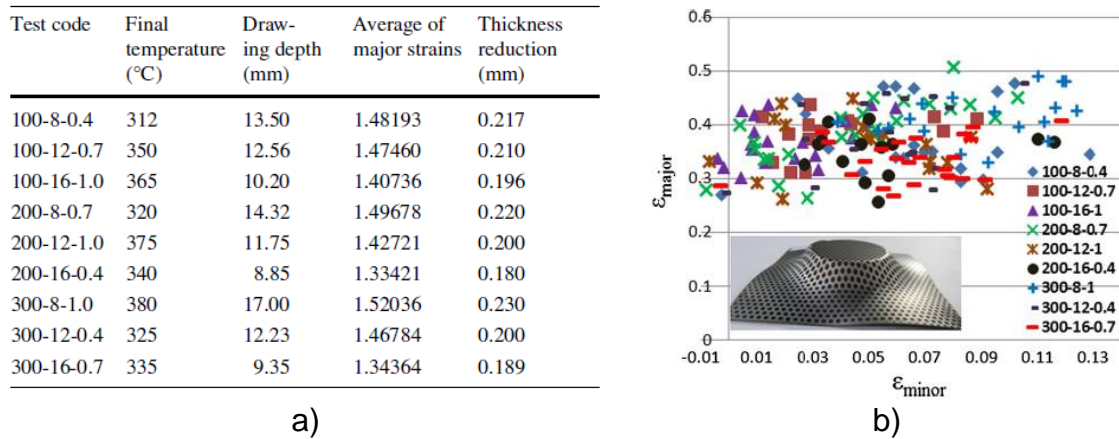 Test code Final temperature (°C) Draw-ing depth (mm) Average of major strains Thickness reduction (mm)
100-8-0.4 312 13.50 1.48193 0.217
100-12-0.7 350 12.56 1.47460 0.210
100-16-1.0 365 10.20 1.40736 0.196
200-8-0.7 320 14.32 1.49678 0.220
200-12-1.0 375 11.75 1.42721 0.200
200-16-0.4 340 8.85 1.33421 0.180
300-8-1.0 380 17.00 1.52036 0.230
300-12-0.4 325 12.23 1.46784 0.200
300-16-0.7 335 9.35 1.34364 0.189
a)
0.6
0.5
0.4
0.3
0.2
0.1
0
εmajor
100-8-0.4
100-12-0.7
100-16-1
200-8-0.7
200-12-1
200-16-0.4
300-8-1
300-12-0.4
300-16-0.7
-0.01 0.01 0.03 0.05 0.07 0.09 0.11 0.13
εminor
b)